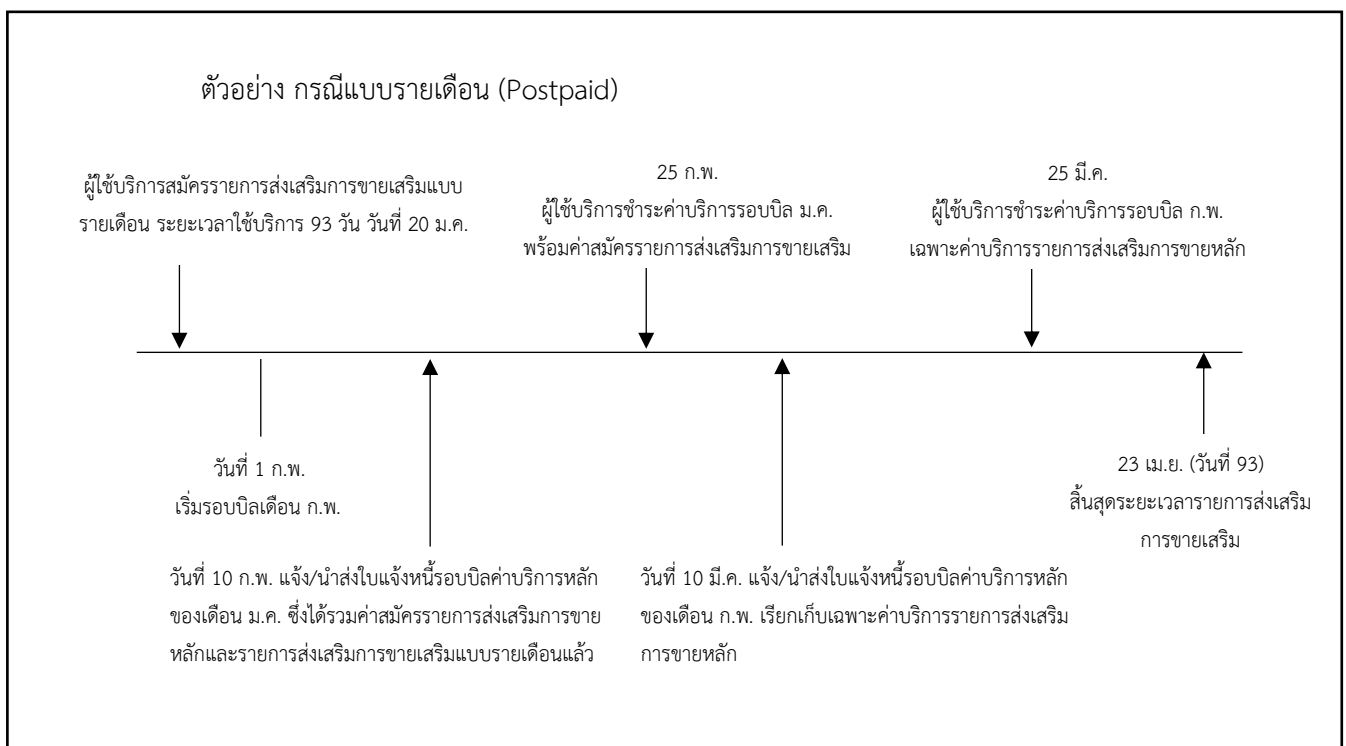 ตัวอย่าง กรณีแบบรายเดือน (Postpaid)
ผู้ใช้บริการสมัครรายการส่งเสริมการขายเสริมแบบ
รายเดือน ระยะเวลาใช้บริการ 93 วัน วันที่ 20 ม.ค.
25 ก.พ.
ผู้ใช้บริการชำระค่าบริการรอบบิล ม.ค.
พร้อมค่าสมัครรายการส่งเสริมการขายเสริม
25 มี.ค.
ผู้ใช้บริการชำระค่าบริการรอบบิล ก.พ.
เฉพาะค่าบริการรายการส่งเสริมการขายหลัก
วันที่ 1 ก.พ.
เริ่มรอบบิลเดือน ก.พ.
วันที่ 10 ก.พ. แจ้ง/นำส่งใบแจ้งหนี้รอบบิลค่าบริการหลัก
ของเดือน ม.ค. ซึ่งได้รวมค่าสมัครรายการส่งเสริมการขาย
หลักและรายการส่งเสริมการขายเสริมแบบรายเดือนแล้ว
วันที่ 10 มี.ค. แจ้ง/นำส่งใบแจ้งหนี้รอบบิลค่าบริการหลัก
ของเดือน ก.พ. เรียกเก็บเฉพาะค่าบริการรายการส่งเสริม
การขายหลัก
23 เม.ย. (วันที่ 93)
สิ้นสุดระยะเวลารายการส่งเสริม
การขายเสริม